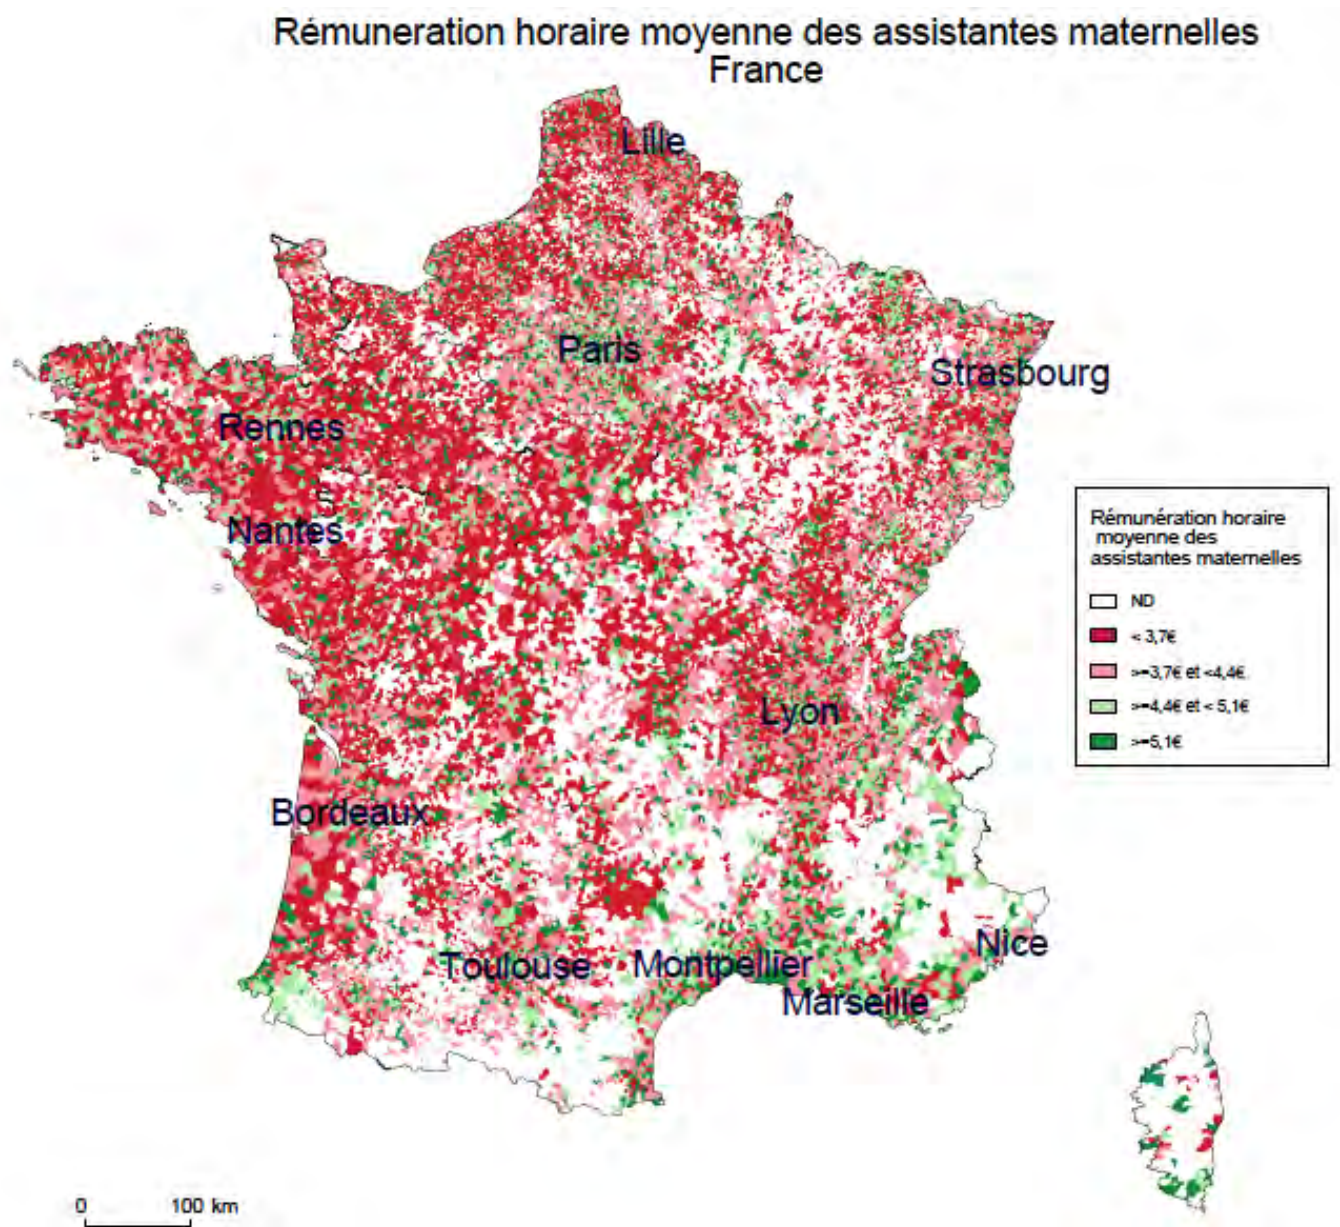 Rémuneration horaire moyenne des assistantes maternelles
France
Lille
Paris
Strasbourg
Rennes
Nantes
Rémunération horaire
moyenne des
assistantes maternelles
ND
< 3,7€
>=3,7€ et <4,4€
>=4,4€ et < 5,1€
>=5,1€
Lyon
Bordeaux
Nice
Toulouse
Montpellier
Marseille
0 100 km